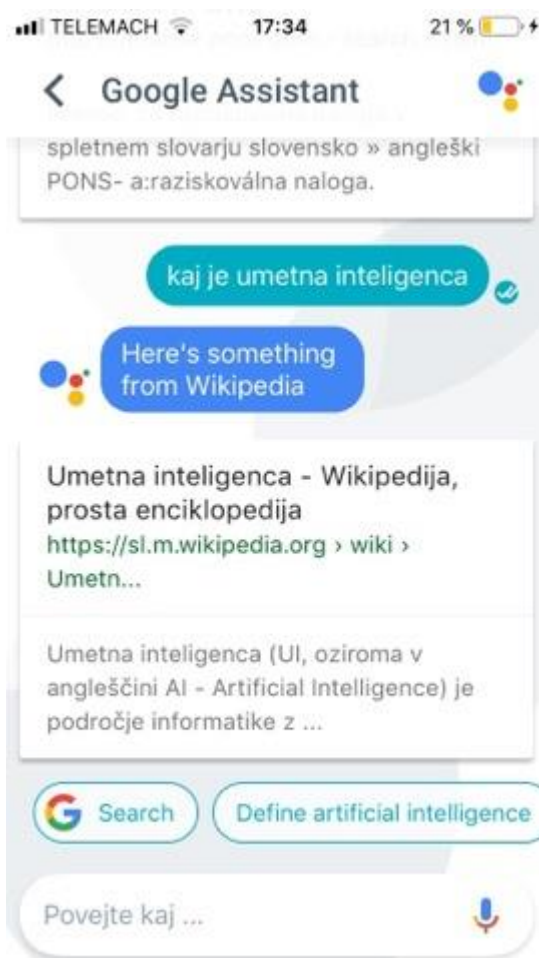 TELEMACH 17:34 21 %
Google Assistant
spletnem slovarju slovensko » angleški
PONS- a:raziskoválna naloga.
kaj je umetna inteligenca
Here's something
from Wikipedia
Umetna inteligenca - Wikipedija,
prosta enciklopedija
https://sl.m.wikipedia.org › wiki ›
Umetn...
Umetna inteligenca (UI, oziroma v
angleščini AI - Artificial Intelligence) je
področje informatike z ...
Search Define artificial intelligence
Povejte kaj ...